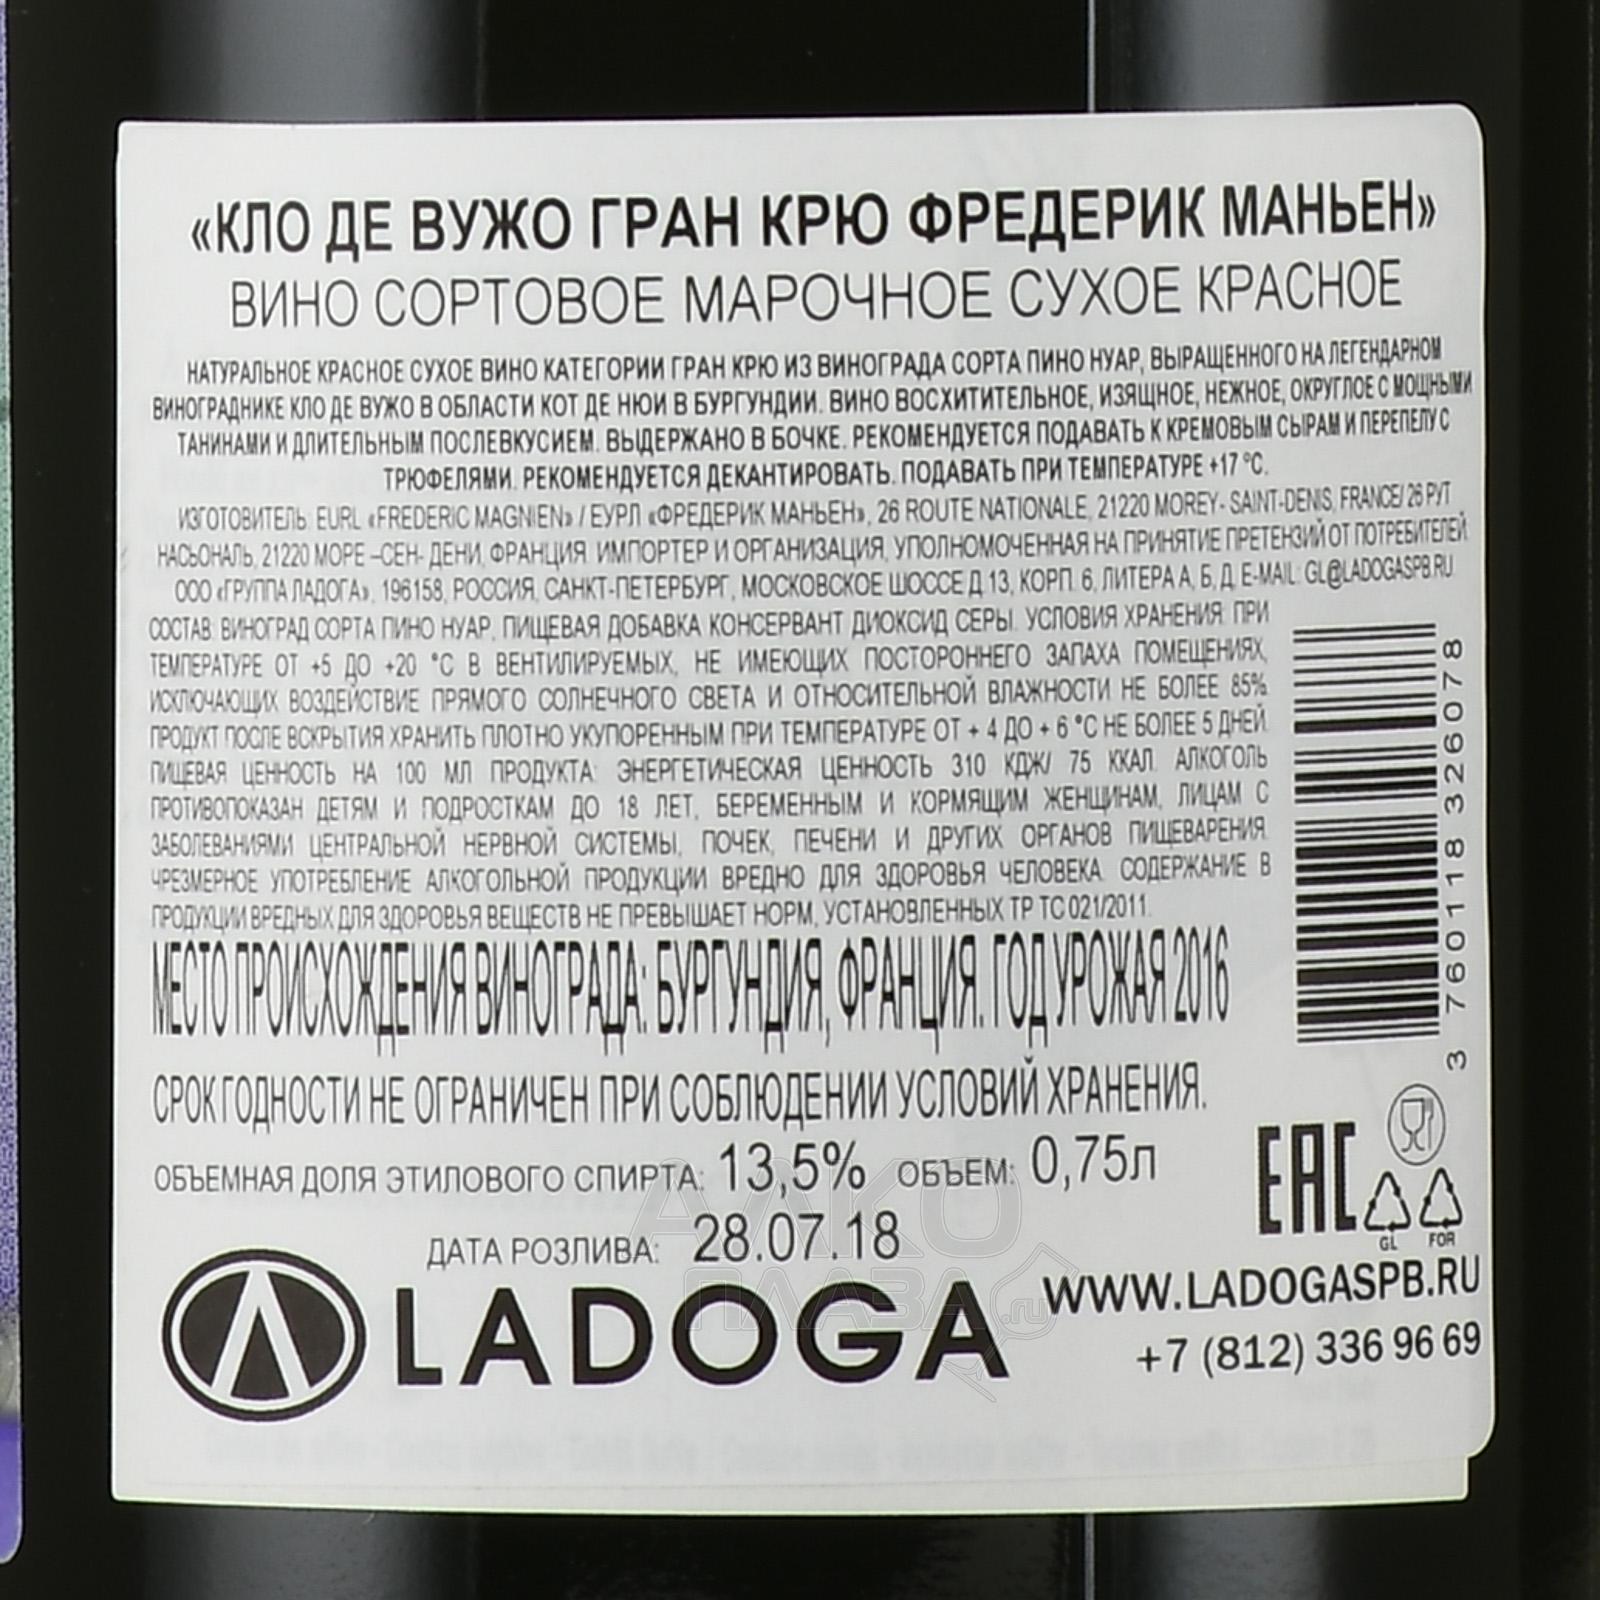 «КЛО ДЕ ВУЖО ГРАН КРЮ ФРЕДЕРИК МАНЬЕН»
ВИНО СОРТОВОЕ МАРОЧНОЕ СУХОЕ КРАСНОЕ
НАТУРАЛЬНОЕ КРАСНОЕ СУХОЕ ВИНО КАТЕГОРИИ ГРАН КРЮ ИЗ ВИНОГРАДА СОРТА ПИНО НУАР, ВЫРАЩЕННОГО НА ЛЕГЕНДАРНОМ
ВИНОГРАДНИКЕ КЛО ДЕ ВУЖО В ОБЛАСТИ КОТ ДЕ НЮИ В БУРГУНДИИ. ВИНО ВОСХИТИТЕЛЬНОЕ, ИЗЯЩНОЕ, НЕЖНОЕ, ОКРУГЛОЕ С МОЩНЫМИ
ТАНИНАМИ И ДЛИТЕЛЬНЫМ ПОСЛЕВКУСИЕМ. ВЫДЕРЖАНО В БОЧКЕ. РЕКОМЕНДУЕТСЯ ПОДАВАТЬ К КРЕМОВЫМ СЫРАМ И ПЕРЕПЕЛУ С
ТРЮФЕЛЯМИ. РЕКОМЕНДУЕТСЯ ДЕКАНТИРОВАТЬ. ПОДАВАТЬ ПРИ ТЕМПЕРАТУРЕ +17 °С.
ИЗГОТОВИТЕЛЬ: EURL «FREDERIC MAGNIEN» / ЕУРЛ «ФРЕДЕРИК МАНЬЕН», 26 ROUTE NATIONALE, 21220 MOREY- SAINT-DENIS, FRANCE/ 26 РУТ
НАСЬОНАЛЬ, 21220 МОРЕ –СЕН- ДЕНИ, ФРАНЦИЯ. ИМПОРТЕР И ОРГАНИЗАЦИЯ, УПОЛНОМОЧЕННАЯ НА ПРИНЯТИЕ ПРЕТЕНЗИЙ ОТ ПОТРЕБИТЕЛЕЙ:
ООО «ГРУППА ЛАДОГА», 196158, РОССИЯ, САНКТ-ПЕТЕРБУРГ, МОСКОВСКОЕ ШОССЕ Д.13, КОРП. 6, ЛИТЕРА А, Б, Д, E-MAIL: GL@LADOGASPB.RU
СОСТАВ: ВИНОГРАД СОРТА ПИНО НУАР, ПИЩЕВАЯ ДОБАВКА КОНСЕРВАНТ ДИОКСИД СЕРЫ. УСЛОВИЯ ХРАНЕНИЯ: ПРИ
ТЕМПЕРАТУРЕ ОТ +5 ДО +20 °С В ВЕНТИЛИРУЕМЫХ, НЕ ИМЕЮЩИХ ПОСТОРОННЕГО ЗАПАХА ПОМЕЩЕНИЯХ,
ИСКЛЮЧАЮЩИХ ВОЗДЕЙСТВИЕ ПРЯМОГО СОЛНЕЧНОГО СВЕТА И ОТНОСИТЕЛЬНОЙ ВЛАЖНОСТИ НЕ БОЛЕЕ 85%.
ПРОДУКТ ПОСЛЕ ВСКРЫТИЯ ХРАНИТЬ ПЛОТНО УКУПОРЕННЫМ ПРИ ТЕМПЕРАТУРЕ ОТ + 4 ДО + 6 °С НЕ БОЛЕЕ 5 ДНЕЙ.
ПИЩЕВАЯ ЦЕННОСТЬ НА 100 МЛ ПРОДУКТА: ЭНЕРГЕТИЧЕСКАЯ ЦЕННОСТЬ 310 КДЖ/ 75 ККАЛ. АЛКОГОЛЬ
ПРОТИВОПОКАЗАН ДЕТЯМ И ПОДРОСТКАМ ДО 18 ЛЕТ, БЕРЕМЕННЫМ И КОРМЯЩИМ ЖЕНЩИНАМ, ЛИЦАМ С
ЗАБОЛЕВАНИЯМИ ЦЕНТРАЛЬНОЙ НЕРВНОЙ СИСТЕМЫ, ПОЧЕК, ПЕЧЕНИ И ДРУГИХ ОРГАНОВ ПИЩЕВАРЕНИЯ.
ЧРЕЗМЕРНОЕ УПОТРЕБЛЕНИЕ АЛКОГОЛЬНОЙ ПРОДУКЦИИ ВРЕДНО ДЛЯ ЗДОРОВЬЯ ЧЕЛОВЕКА. СОДЕРЖАНИЕ В
ПРОДУКЦИИ ВРЕДНЫХ ДЛЯ ЗДОРОВЬЯ ВЕЩЕСТВ НЕ ПРЕВЫШАЕТ НОРМ, УСТАНОВЛЕННЫХ ТР ТС 021/2011.
МЕСТО ПРОИСХОЖДЕНИЯ ВИНОГРАДА: БУРГУНДИЯ, ФРАНЦИЯ. ГОД УРОЖАЯ 2016
СРОК ГОДНОСТИ НЕ ОГРАНИЧЕН ПРИ СОБЛЮДЕНИИ УСЛОВИЙ ХРАНЕНИЯ.
ОБЪЕМНАЯ ДОЛЯ ЭТИЛОВОГО СПИРТА: 13,5% ОБЪЕМ: 0,75л
ДАТА РОЗЛИВА: 28.07.18
LADOGA
3 760118 326078
EAC
GL FOR
WWW.LADOGASPB.RU
+7 (812) 336 96 69
АЛКО
ПЛАЗА.ru